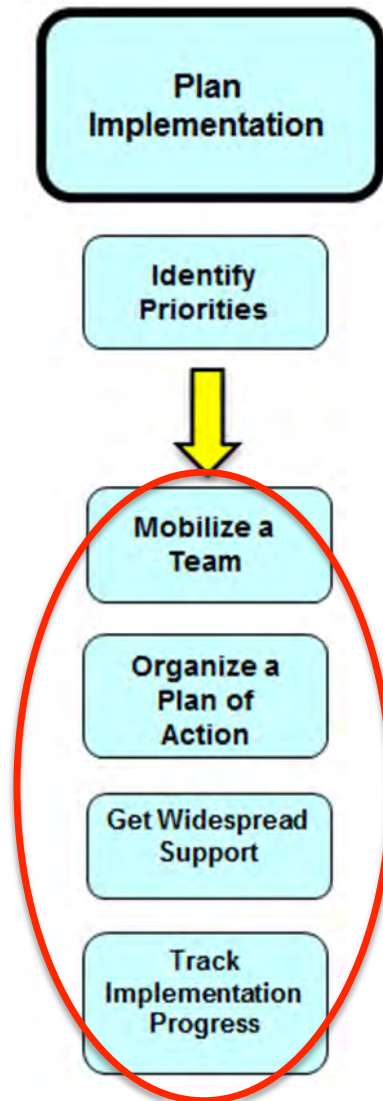 Plan
Implementation
Identify
Priorities
Mobilize a
Team
Organize a
Plan of
Action
Get Widespread
Support
Track
Implementation
Progress